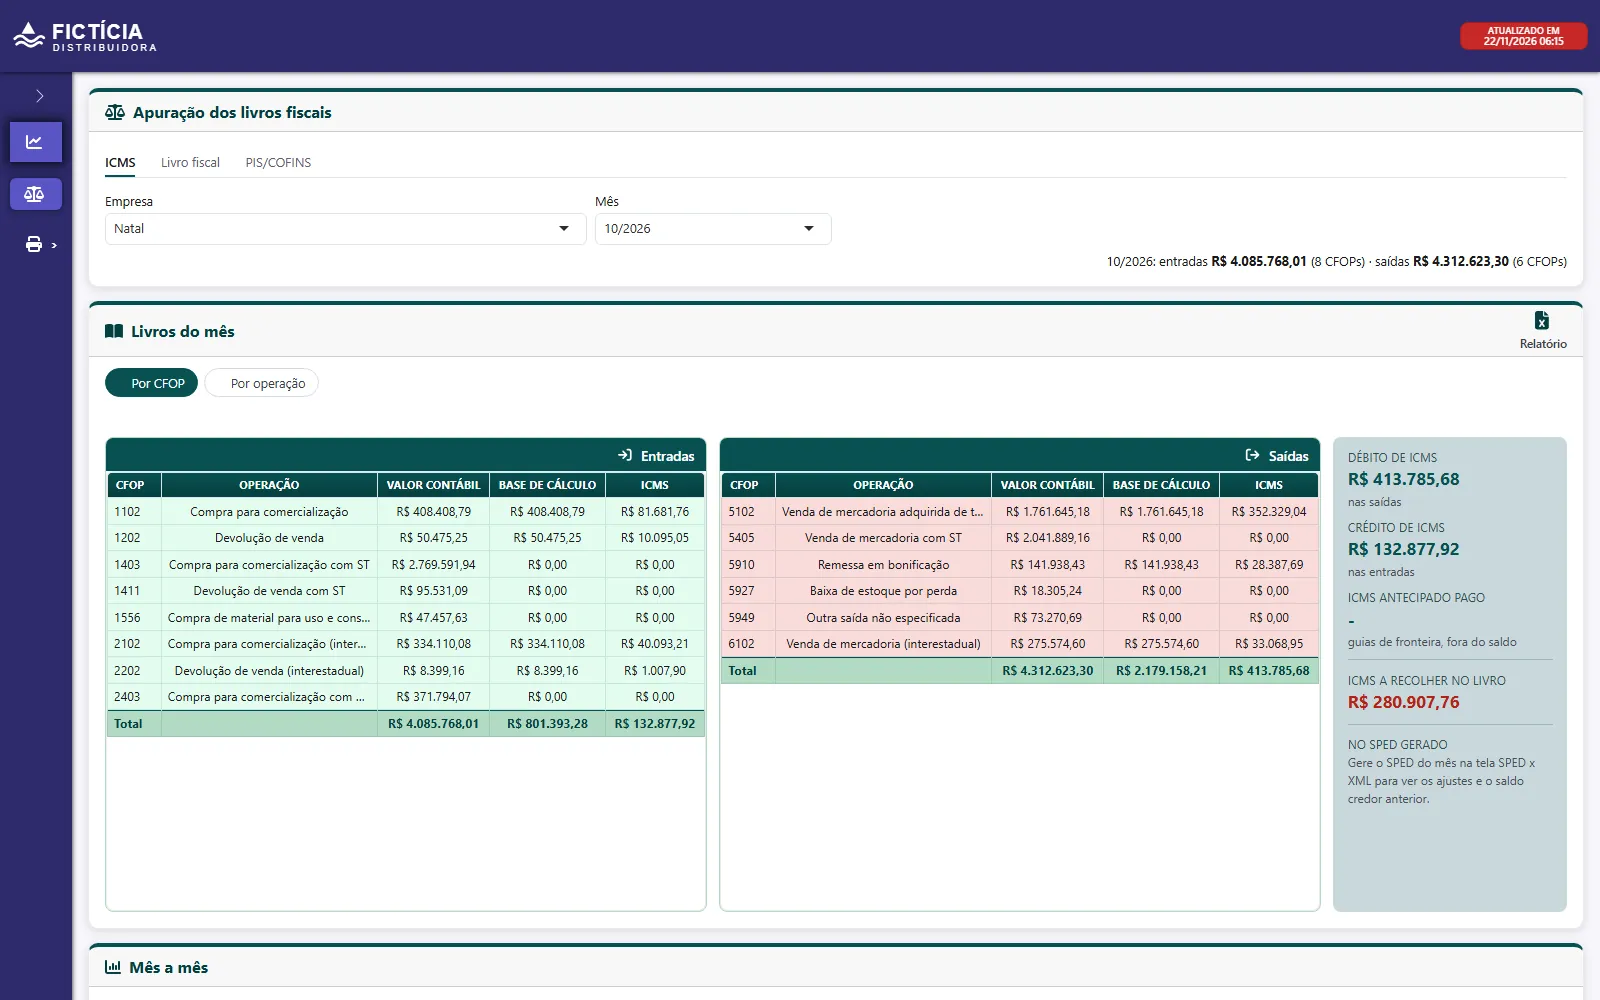 FICTÍCIA
DISTRIBUIDORA
ATUALIZADO EM
22/11/2026 06:15
Apuração dos livros fiscais
ICMS Livro fiscal PIS/COFINS
Empresa Mês
Natal 10/2026
10/2026: entradas R$ 4.085.768,01 (8 CFOPs) · saídas R$ 4.312.623,30 (6 CFOPs)
Livros do mês
Relatório
Por CFOP Por operação
Entradas
CFOP OPERAÇÃO VALOR CONTÁBIL BASE DE CÁLCULO ICMS
1102 Compra para comercialização R$ 408.408,79 R$ 408.408,79 R$ 81.681,76
1202 Devolução de venda R$ 50.475,25 R$ 50.475,25 R$ 10.095,05
1403 Compra para comercialização com ST R$ 2.769.591,94 R$ 0,00 R$ 0,00
1411 Devolução de venda com ST R$ 95.531,09 R$ 0,00 R$ 0,00
1556 Compra de material para uso e cons... R$ 47.457,63 R$ 0,00 R$ 0,00
2102 Compra para comercialização (inter... R$ 334.110,08 R$ 334.110,08 R$ 40.093,21
2202 Devolução de venda (interestadual) R$ 8.399,16 R$ 8.399,16 R$ 1.007,90
2403 Compra para comercialização com ... R$ 371.794,07 R$ 0,00 R$ 0,00
Total R$ 4.085.768,01 R$ 801.393,28 R$ 132.877,92
Saídas
CFOP OPERAÇÃO VALOR CONTÁBIL BASE DE CÁLCULO ICMS
5102 Venda de mercadoria adquirida de t... R$ 1.761.645,18 R$ 1.761.645,18 R$ 352.329,04
5405 Venda de mercadoria com ST R$ 2.041.889,16 R$ 0,00 R$ 0,00
5910 Remessa em bonificação R$ 141.938,43 R$ 141.938,43 R$ 28.387,69
5927 Baixa de estoque por perda R$ 18.305,24 R$ 0,00 R$ 0,00
5949 Outra saída não especificada R$ 73.270,69 R$ 0,00 R$ 0,00
6102 Venda de mercadoria (interestadual) R$ 275.574,60 R$ 275.574,60 R$ 33.068,95
Total R$ 4.312.623,30 R$ 2.179.158,21 R$ 413.785,68
DÉBITO DE ICMS
R$ 413.785,68
nas saídas
CRÉDITO DE ICMS
R$ 132.877,92
nas entradas
ICMS ANTECIPADO PAGO
-
guias de fronteira, fora do saldo
ICMS A RECOLHER NO LIVRO
R$ 280.907,76
NO SPED GERADO
Gere o SPED do mês na tela SPED x
XML para ver os ajustes e o saldo
credor anterior.
Mês a mês